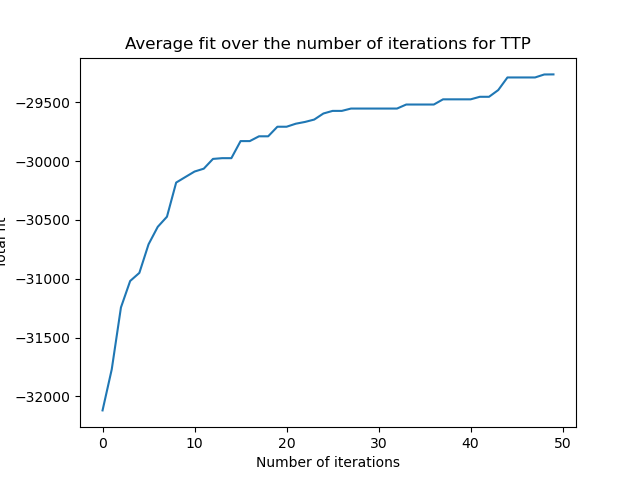 Average fit over the number of iterations for TTP
−29500
−30000
−30500
−31000
−31500
−32000
Total fit
0 10 20 30 40 50
Number of iterations